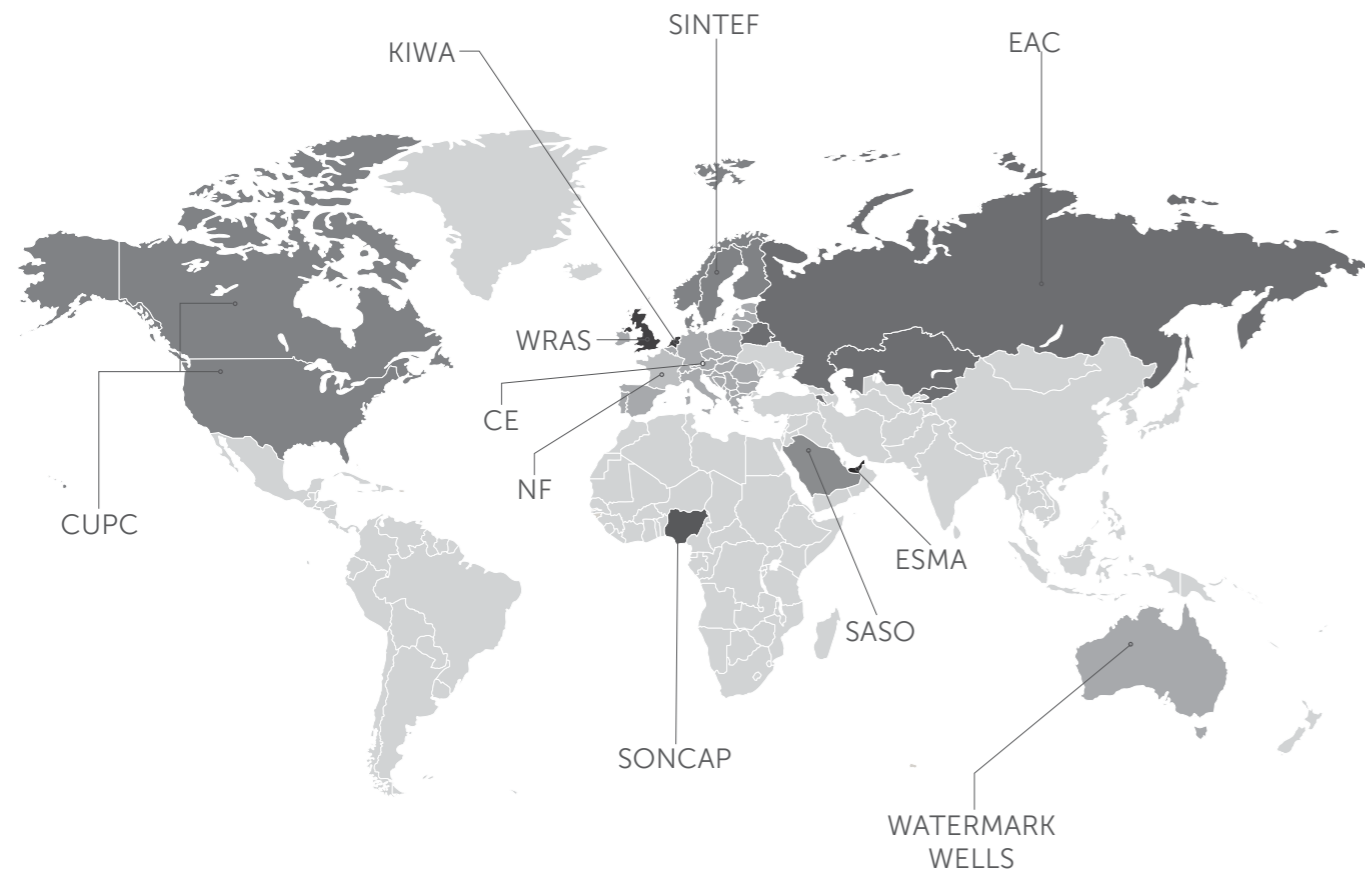 SINTEF
KIWA
EAC
WRAS
CE
NF
CUPC
ESMA
SASO
SONCAP
WATERMARK
WELLS